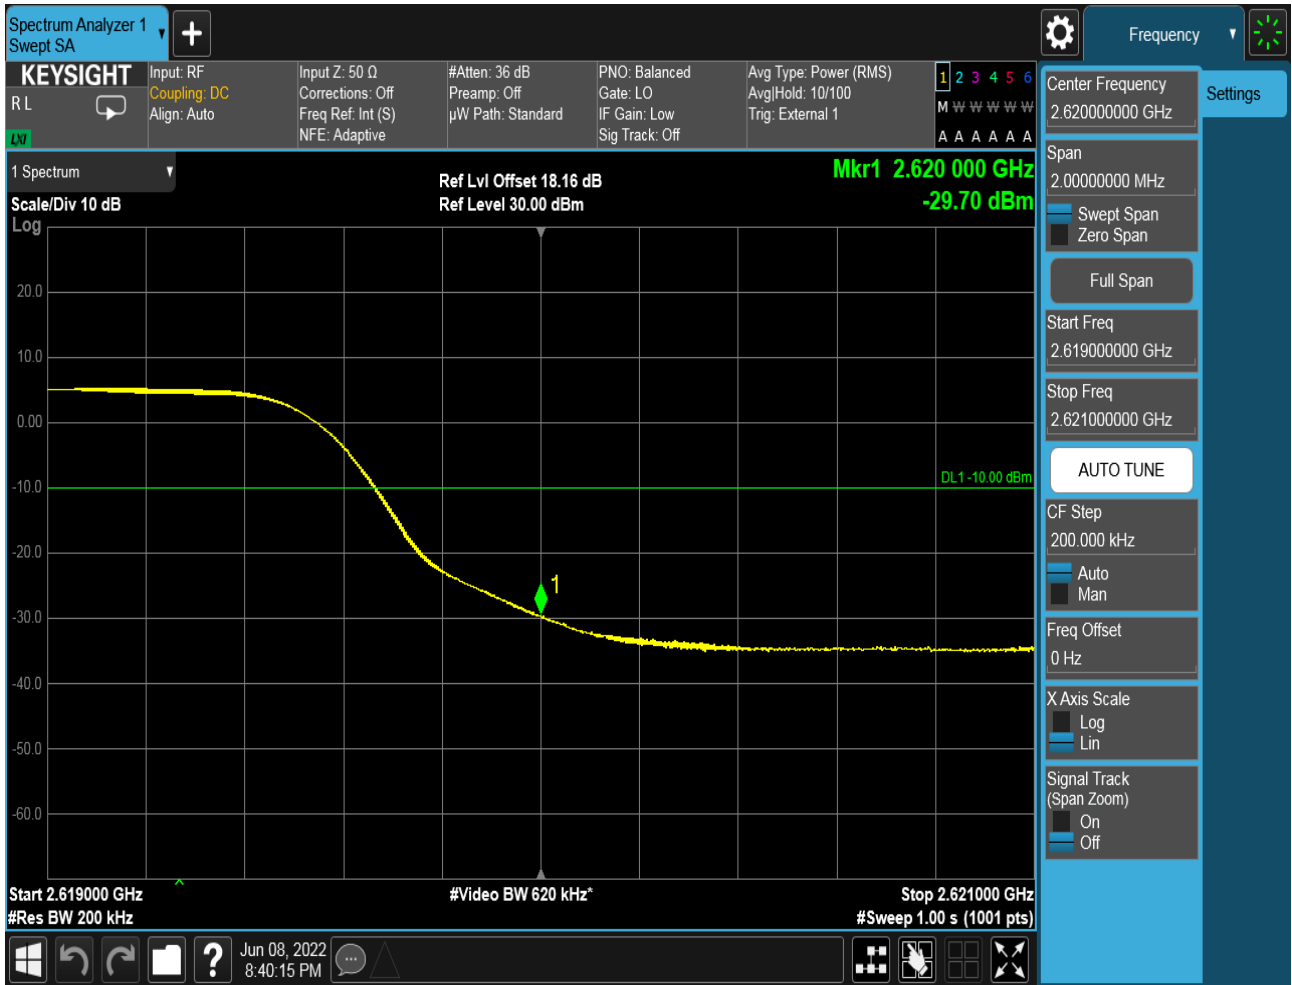 Spectrum Analyzer 1
Swept SA
Frequency
KEYSIGHT
R L
LXI
Input: RF
Coupling: DC
Align: Auto
Input Z: 50 Ω
Corrections: Off
Freq Ref: Int (S)
NFE: Adaptive
#Atten: 36 dB
Preamp: Off
µW Path: Standard
PNO: Balanced
Gate: LO
IF Gain: Low
Sig Track: Off
Avg Type: Power (RMS)
Avg|Hold: 10/100
Trig: External 1
1 2 3 4 5 6
M W W W W W
A A A A A A
1 Spectrum
Scale/Div 10 dB
Log
Ref Lvl Offset 18.16 dB
Ref Level 30.00 dBm
Mkr1 2.620 000 GHz
-29.70 dBm
20.0
10.0
0.00
-10.0
-20.0
-30.0
-40.0
-50.0
-60.0
DL1 -10.00 dBm
1
Start 2.619000 GHz
#Res BW 200 kHz
#Video BW 620 kHz*
Stop 2.621000 GHz
#Sweep 1.00 s (1001 pts)
?
Jun 08, 2022
8:40:15 PM
Center Frequency
2.620000000 GHz
Settings
Span
2.00000000 MHz
Swept Span
Zero Span
Full Span
Start Freq
2.619000000 GHz
Stop Freq
2.621000000 GHz
AUTO TUNE
CF Step
200.000 kHz
Auto
Man
Freq Offset
0 Hz
X Axis Scale
Log
Lin
Signal Track
(Span Zoom)
On
Off